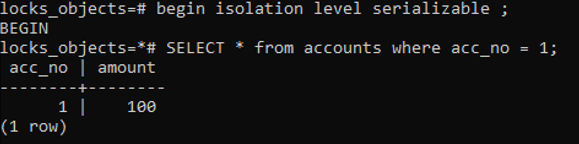 locks_objects=# begin isolation level serializable ;
BEGIN
locks_objects=*# SELECT * from accounts where acc_no = 1;
 acc_no | amount
--------+--------
      1 |    100
(1 row)